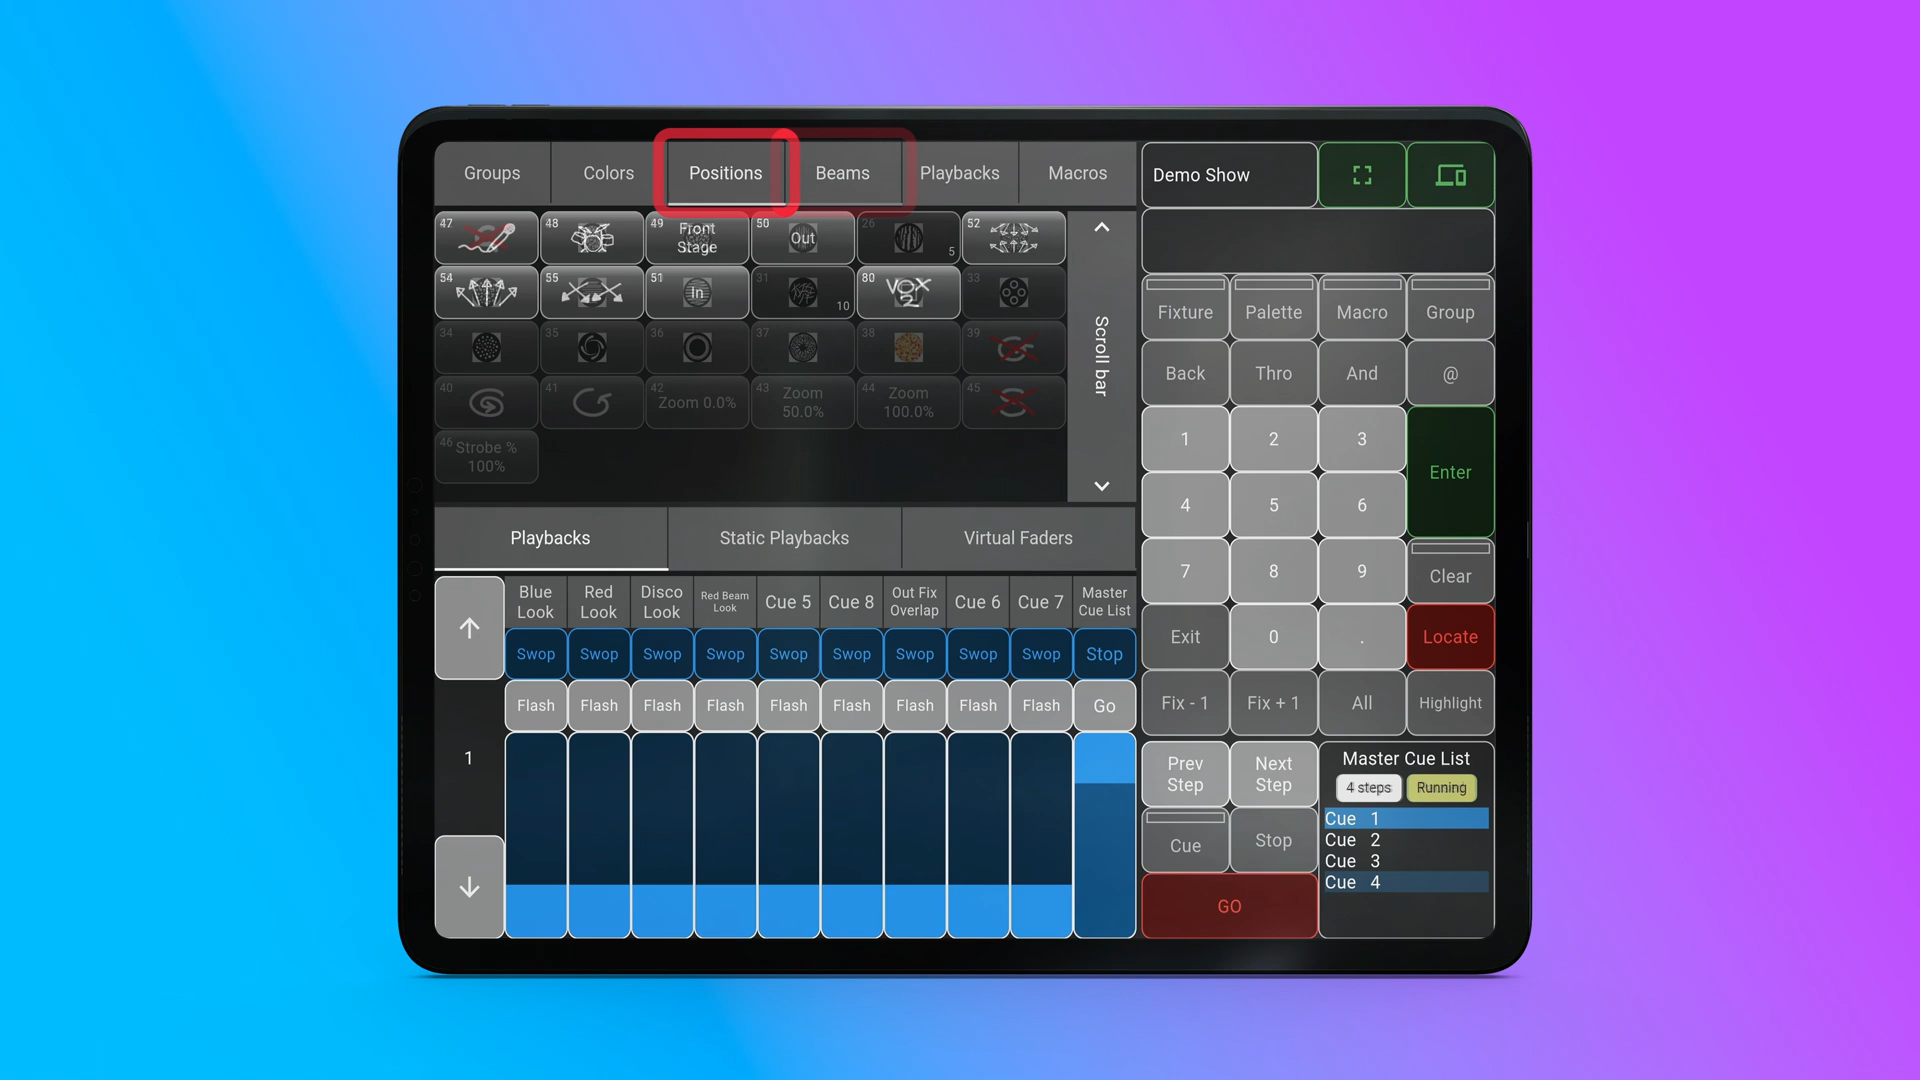 Groups
Colors
Positions
Beams
Playbacks
Macros
Demo Show
47
48
49
Front
Stage
50
Out
26
5
52
54
55
51
In
31
10
80
VOX
2
33
34
35
36
37
38
39
40
41
42
Zoom 0.0%
43
Zoom
50.0%
44
Zoom
100.0%
45
46
Strobe %
100%
Scroll bar
Fixture
Palette
Macro
Group
Back
Thro
And
@
1
2
3
Enter
4
5
6
7
8
9
Clear
Exit
0
.
Locate
Fix - 1
Fix + 1
All
Highlight
Playbacks
Static Playbacks
Virtual Faders
Blue
Look
Red
Look
Disco
Look
Red Beam
Look
Cue 5
Cue 8
Out Fix
Overlap
Cue 6
Cue 7
Master
Cue List
Swop
Swop
Swop
Swop
Swop
Swop
Swop
Swop
Swop
Stop
Flash
Flash
Flash
Flash
Flash
Flash
Flash
Flash
Flash
Go
1
Prev
Step
Next
Step
Cue
Stop
GO
Master Cue List
4 steps
Running
Cue 1
Cue 2
Cue 3
Cue 4